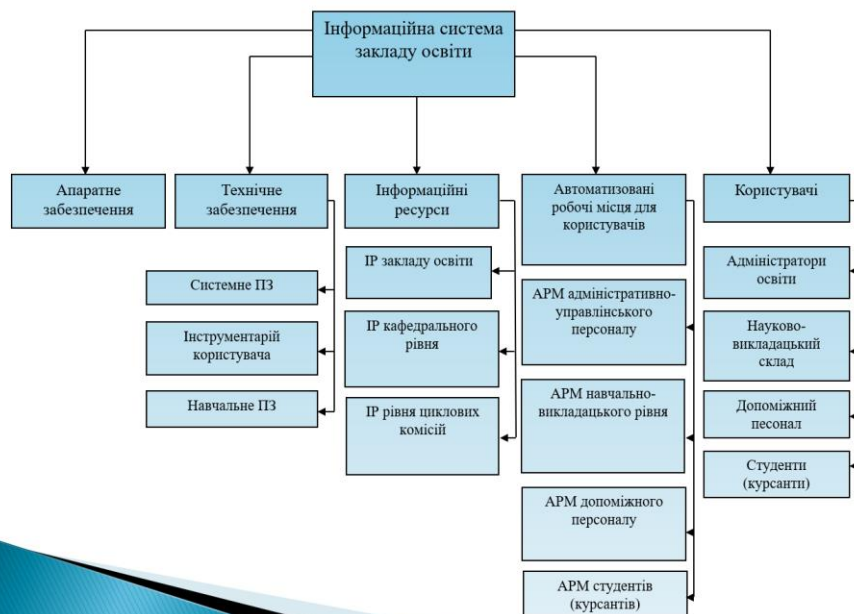 Інформаційна система
закладу освіти
Апаратне
забезпечення
Технічне
забезпечення
Інформаційні
ресурси
Автоматизовані
робочі місця для
користувачів
Користувачі
Системне ПЗ
Інструментарій
користувача
Навчальне ПЗ
ІР закладу освіти
ІР кафедрального
рівня
ІР рівня циклових
комісій
АРМ адміністративно-
управлінського
персоналу
АРМ навчально-
викладацького рівня
АРМ допоміжного
персоналу
АРМ студентів
(курсантів)
Адміністратори
освіти
Науково-
викладацький
склад
Допоміжний
песонал
Студенти
(курсанти)